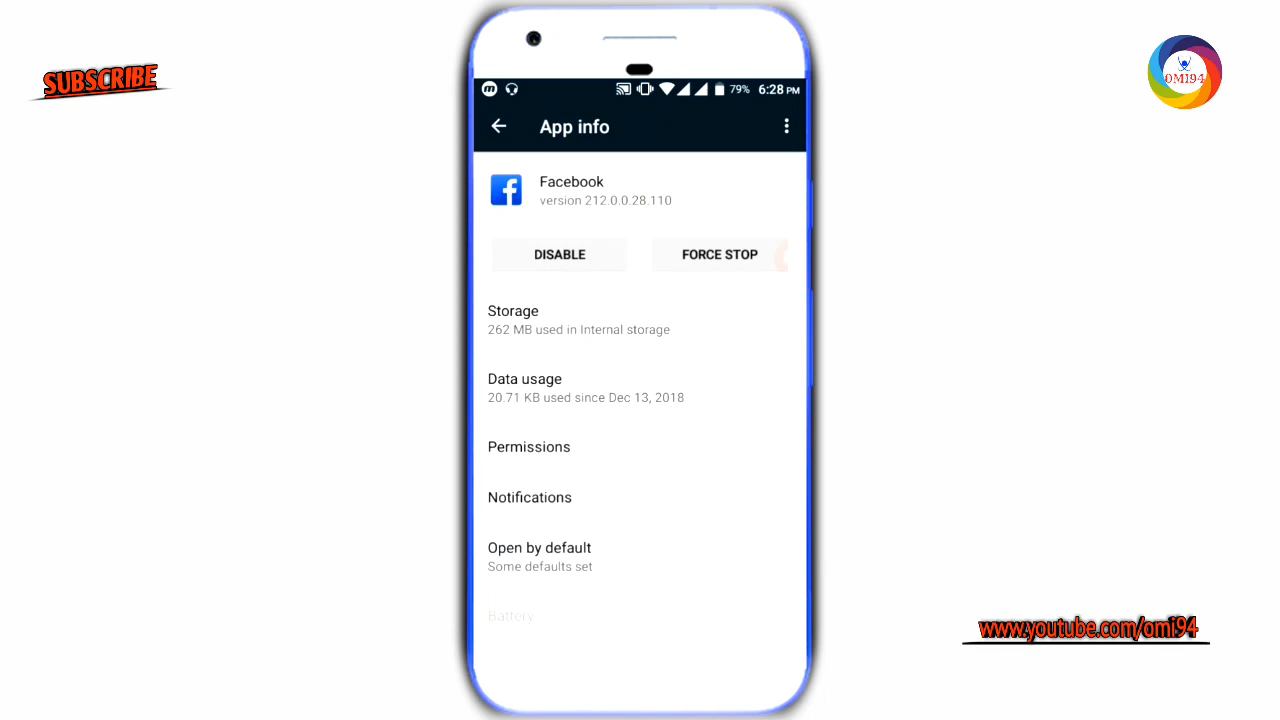 SUBSCRIBE
OMI94
79% 6:28 PM
App info
Facebook
version 212.0.0.28.110
DISABLE
FORCE STOP
Storage
262 MB used in Internal storage
Data usage
20.71 KB used since Dec 13, 2018
Permissions
Notifications
Open by default
Some defaults set
Battery
www.youtube.com/omi94